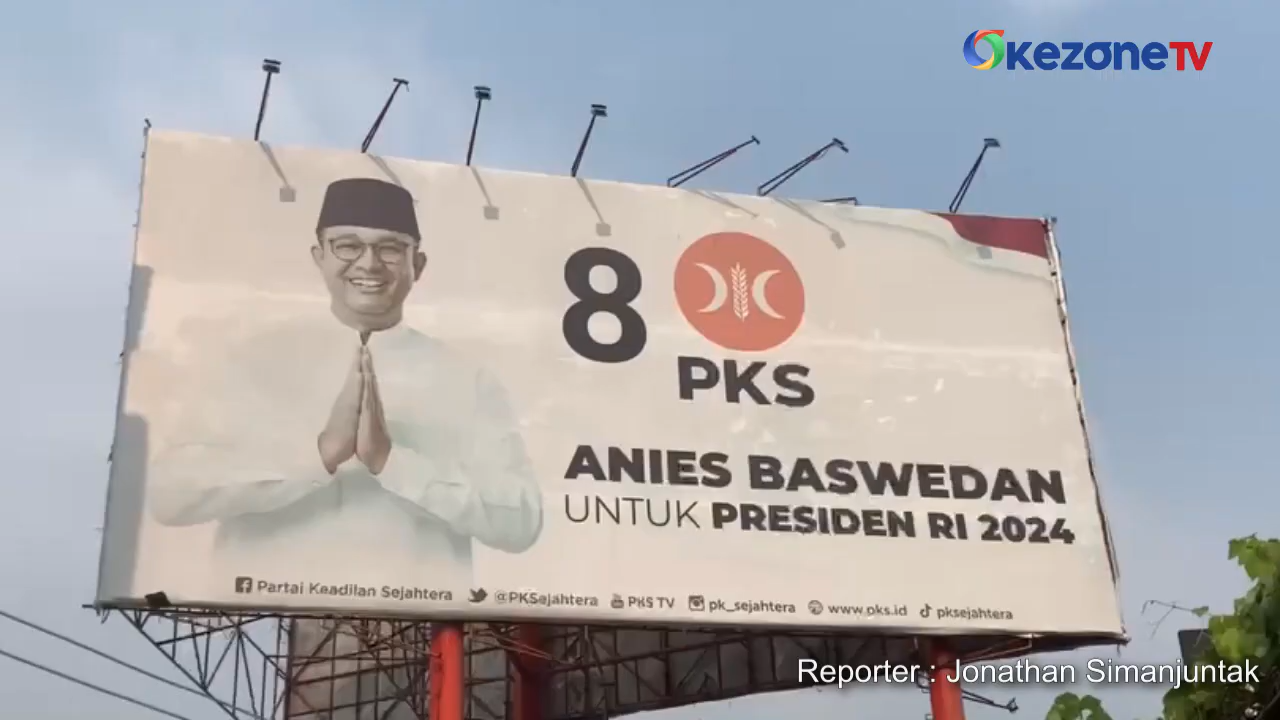 OKEZONETV
8
PKS
ANIES BASWEDAN
UNTUK PRESIDEN RI 2024
Partai Keadilan Sejahtera @PKSejahtera PKS TV pk_sejahtera www.pks.id pksejahtera
Reporter : Jonathan Simanjuntak